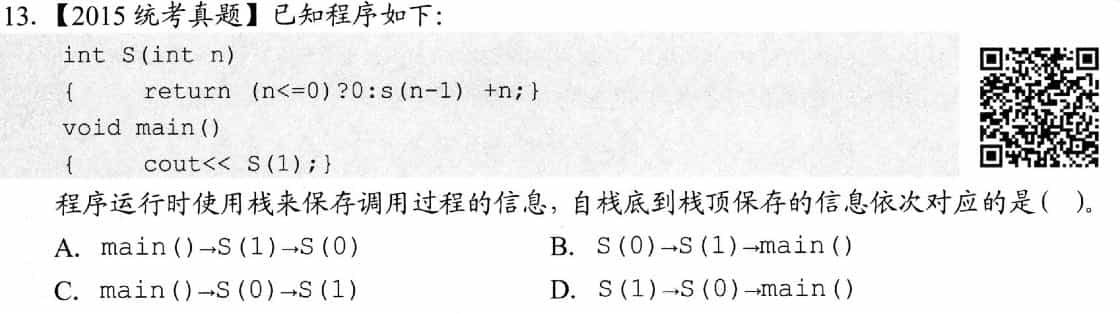 13.【2015 统考真题】已知程序如下：
int S(int n)
{ return (n<=0)?0:s(n-1) +n;}
void main()
{ cout<< S(1);}
程序运行时使用栈来保存调用过程的信息，自栈底到栈顶保存的信息依次对应的是( )。
A. main()→S(1)→S(0) B. S(0)→S(1)→main()
C. main()→S(0)→S(1) D. S(1)→S(0)→main()